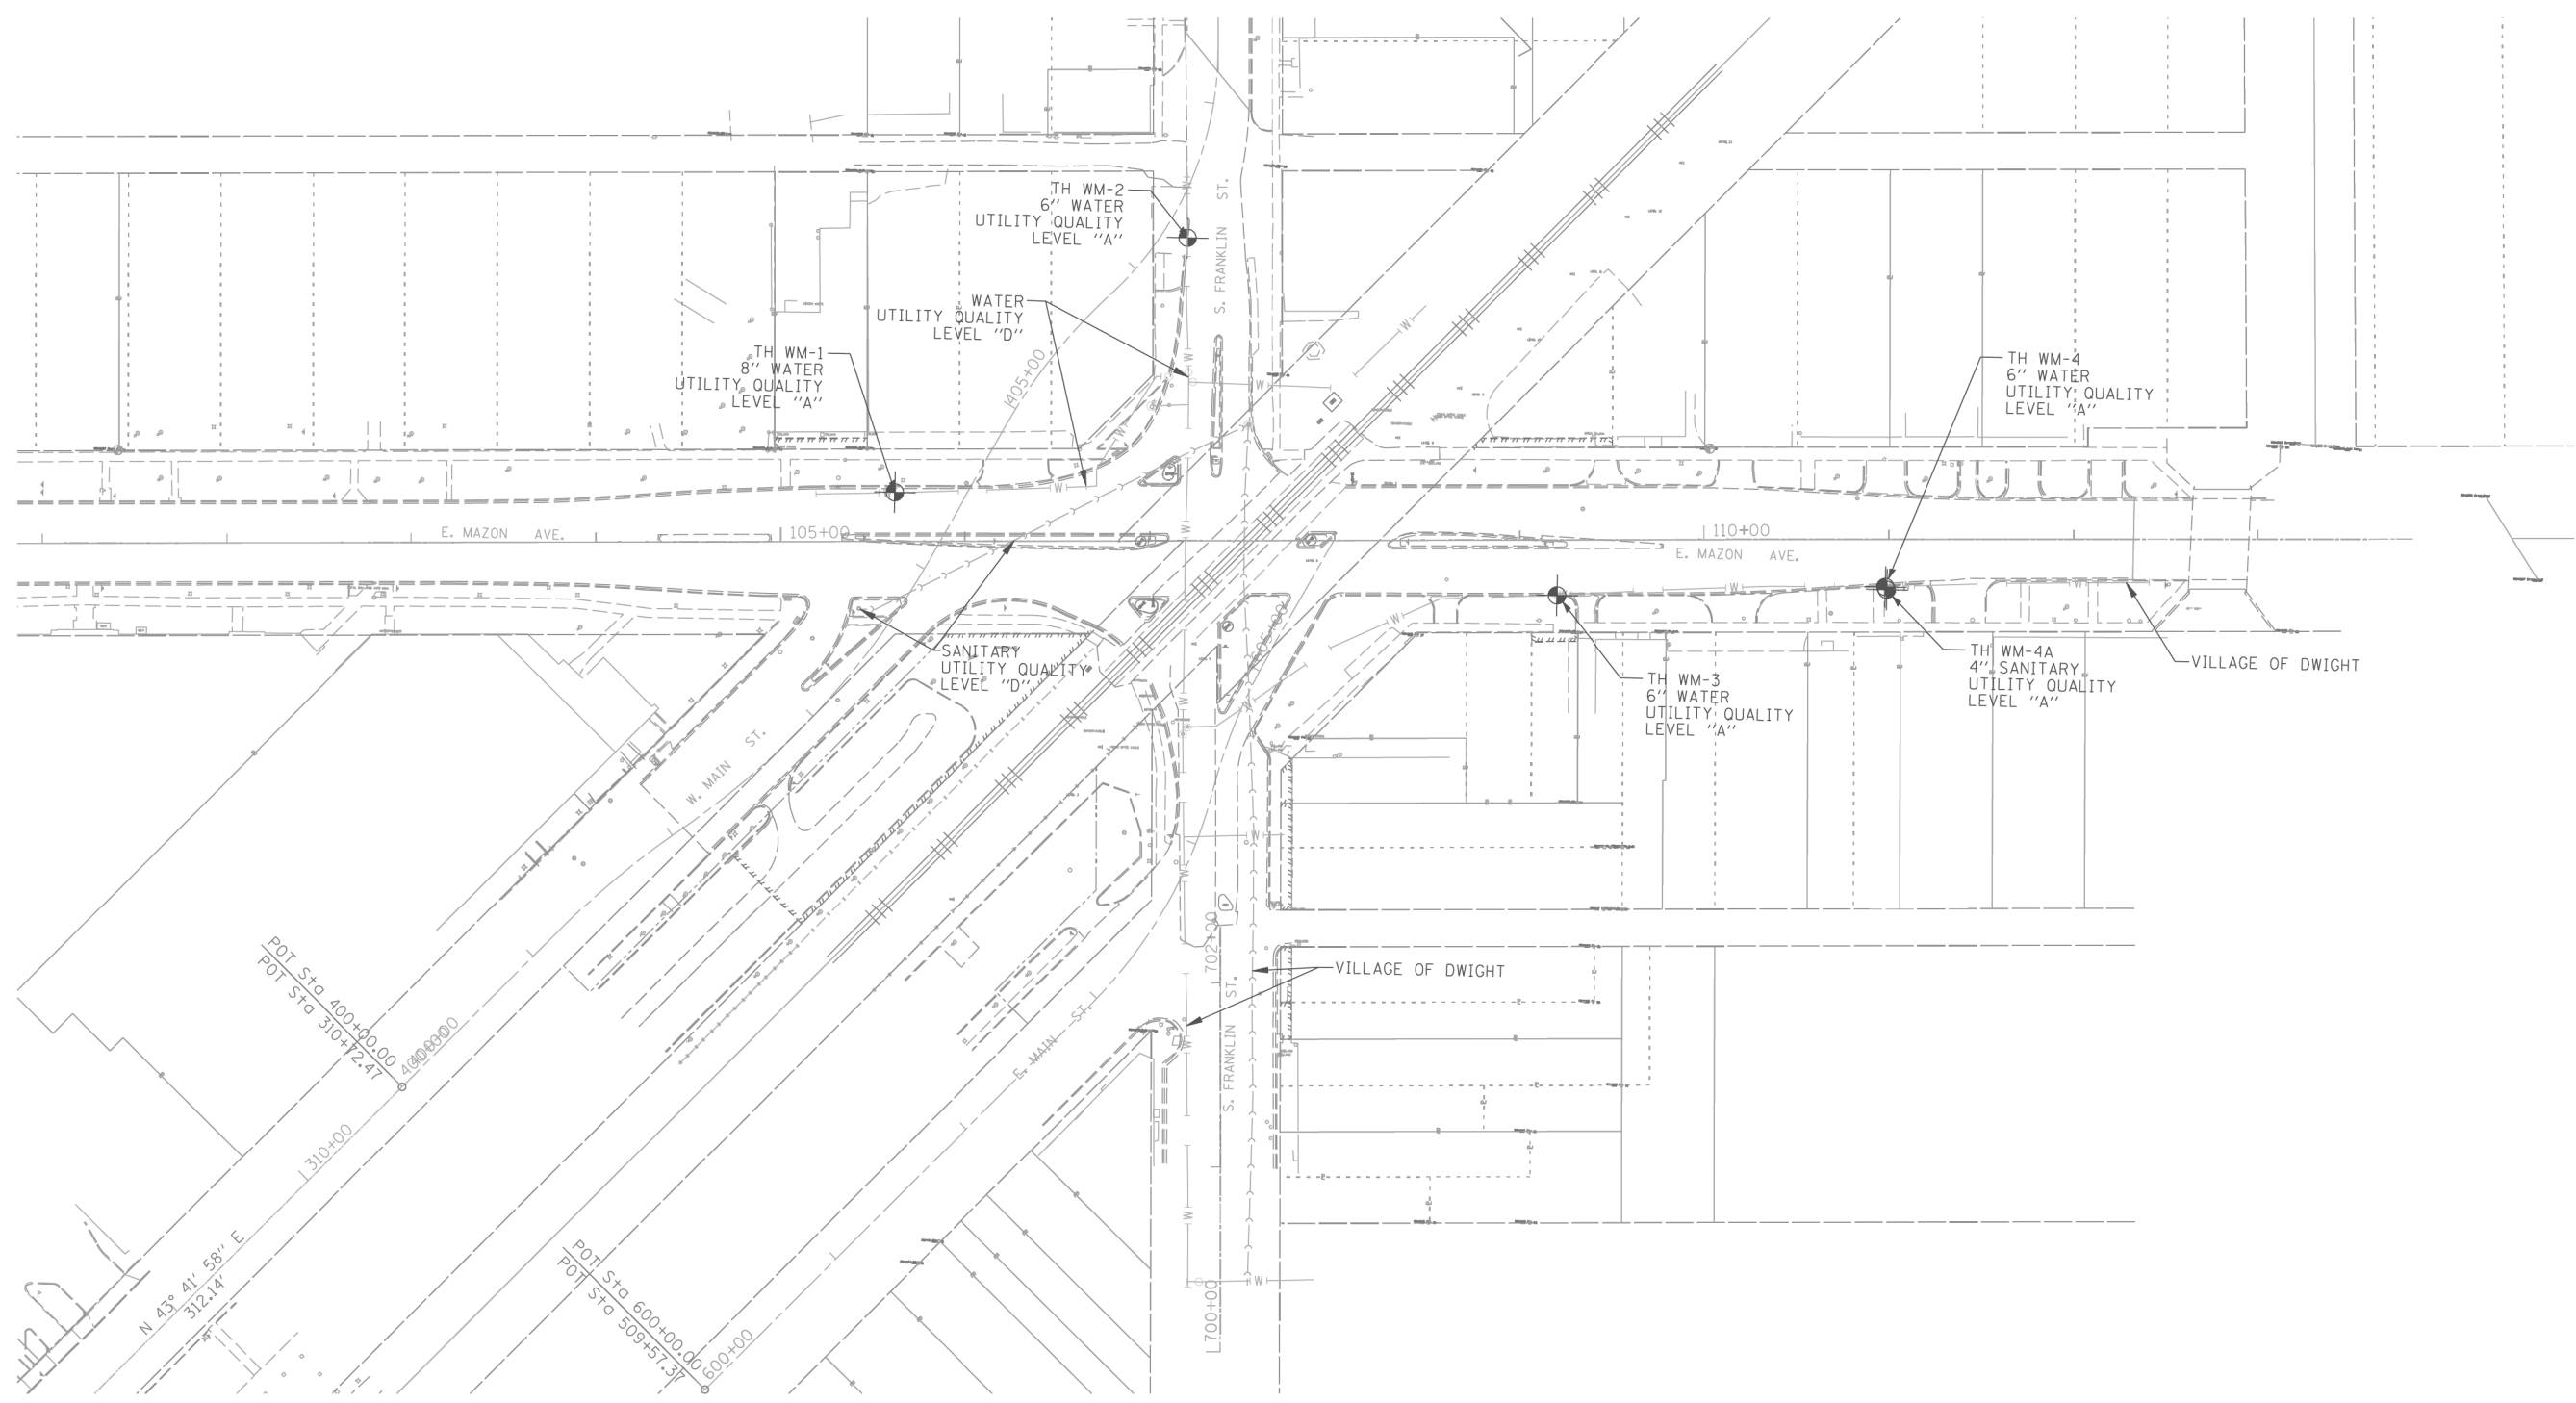 TH WM-2
6" WATER
UTILITY QUALITY
LEVEL "A"
S. FRANKLIN ST.
WATER
UTILITY QUALITY
LEVEL "D"
TH WM-1
8" WATER
UTILITY QUALITY
LEVEL "A"
405+00
TH WM-4
6" WATER
UTILITY QUALITY
LEVEL "A"
E. MAZON AVE.
105+00
110+00
E. MAZON AVE.
SANITARY
UTILITY QUALITY
LEVEL "D"
605+00
TH WM-3
6" WATER
UTILITY QUALITY
LEVEL "A"
TH WM-4A
4" SANITARY
UTILITY QUALITY
LEVEL "A"
VILLAGE OF DWIGHT
W. MAIN ST.
POT Sta 400+00.00
POT Sta 310+72.47
400+00
702+00
S. FRANKLIN ST.
VILLAGE OF DWIGHT
E. MAIN ST.
310+00
N 43° 41' 58" E
312.14'
POT Sta 600+00.00
POT Sta 509+57.37
600+00
700+00